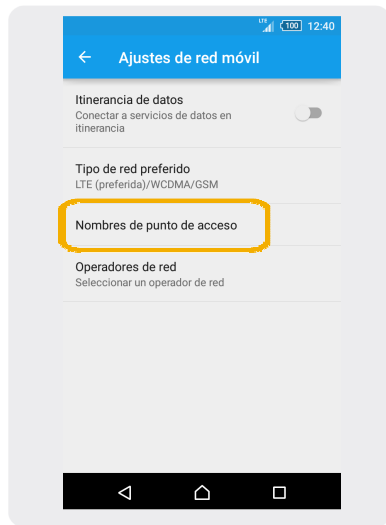 LTE 100 12:40
Ajustes de red móvil
Itinerancia de datos
Conectar a servicios de datos en
itinerancia
Tipo de red preferido
LTE (preferida)/WCDMA/GSM
Nombres de punto de acceso
Operadores de red
Seleccionar un operador de red